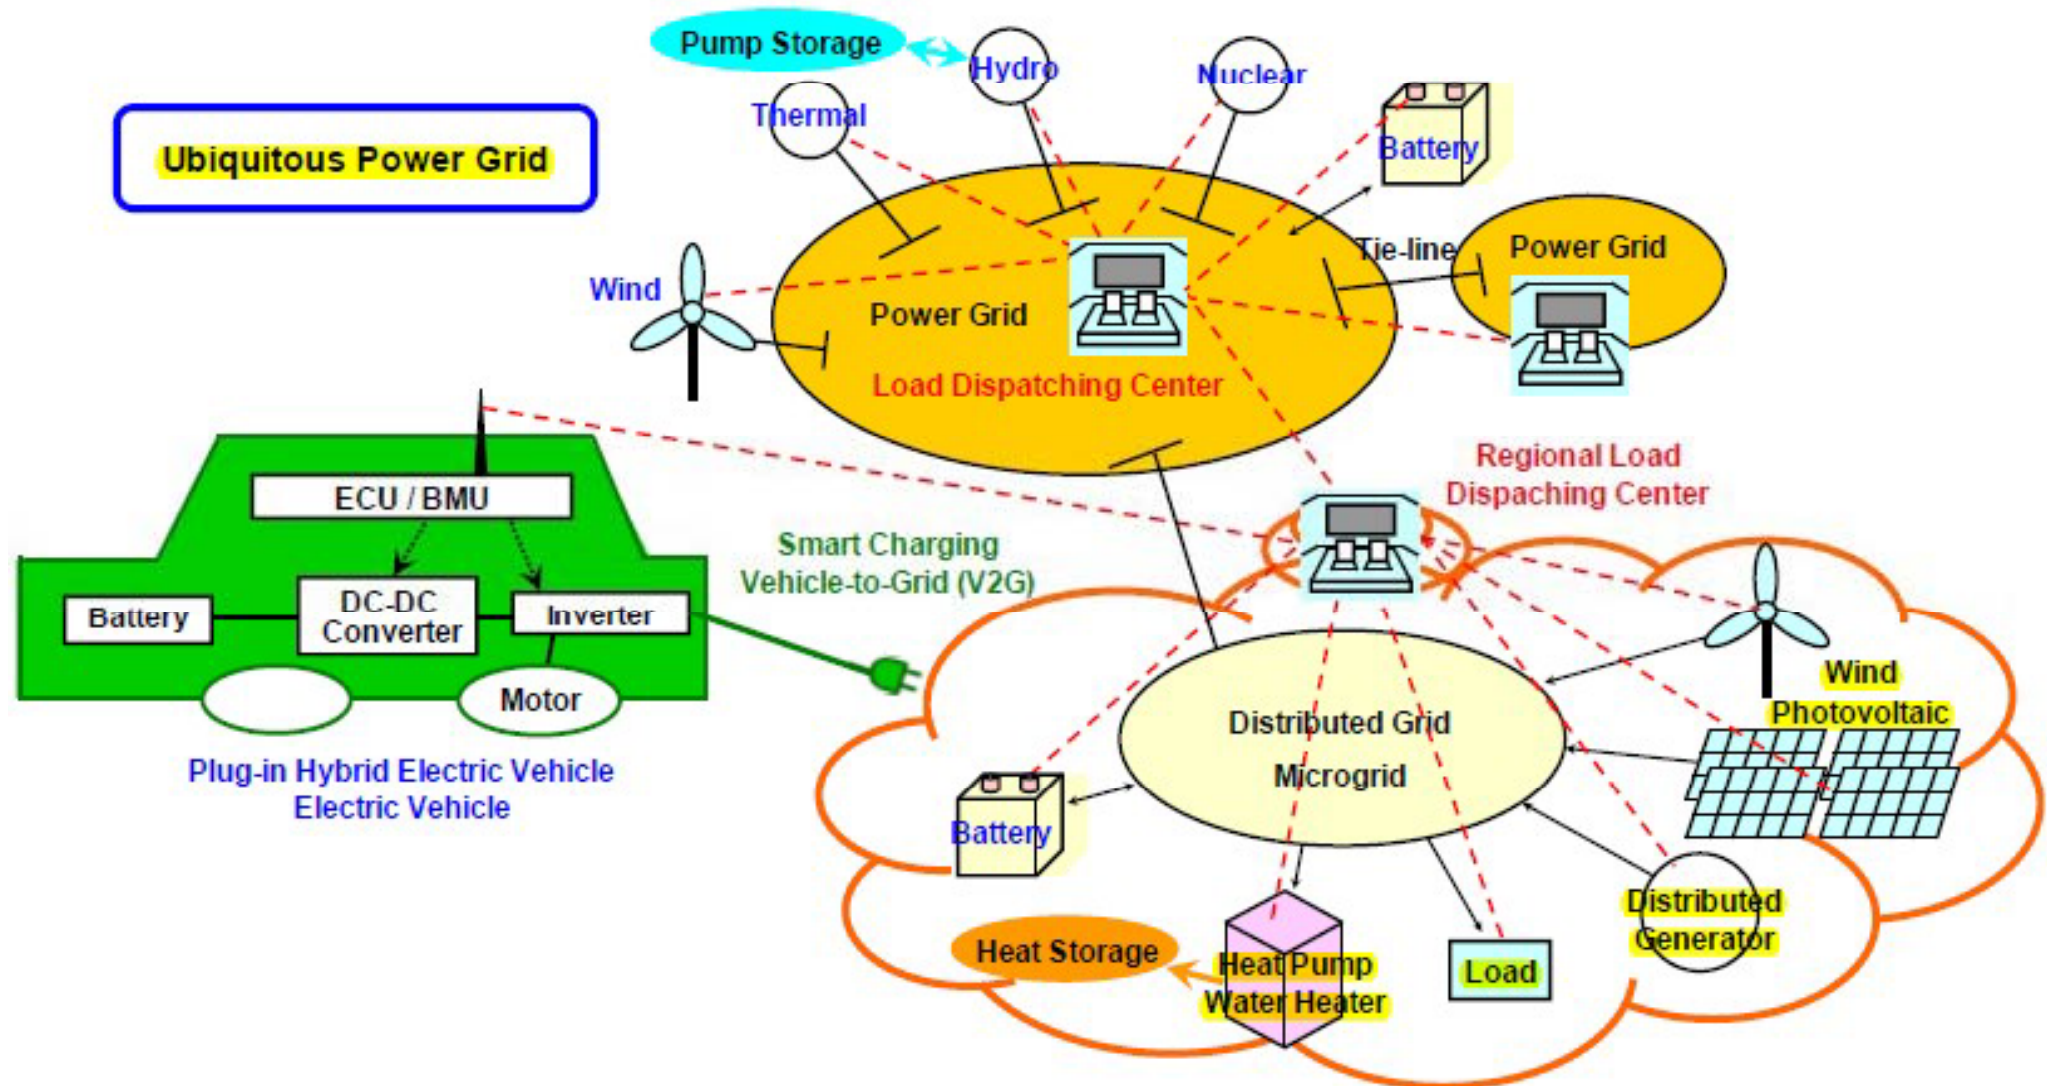 Pump Storage
Hydro
Nuclear
Thermal
Battery
Ubiquitous Power Grid
Tie-line
Power Grid
Wind
Power Grid
Load Dispatching Center
Regional Load
Dispaching Center
ECU / BMU
Smart Charging
Vehicle-to-Grid (V2G)
Battery
DC-DC
Converter
Inverter
Motor
Plug-in Hybrid Electric Vehicle
Electric Vehicle
Wind
Photovoltaic
Distributed Grid
Microgrid
Battery
Distributed
Generator
Heat Storage
Heat Pump
Water Heater
Load